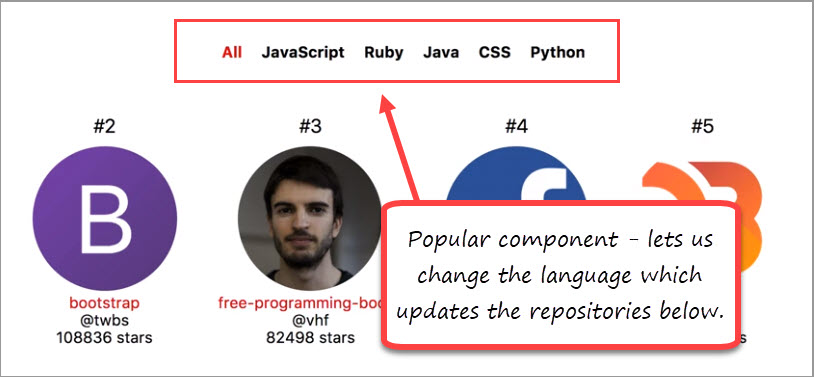 All JavaScript Ruby Java CSS Python
#2 #3 #4 #5
B
Popular component - lets us
change the language which
updates the repositories below.
bootstrap
@twbs
108836 stars
free-programming-boo
@vhf
82498 stars